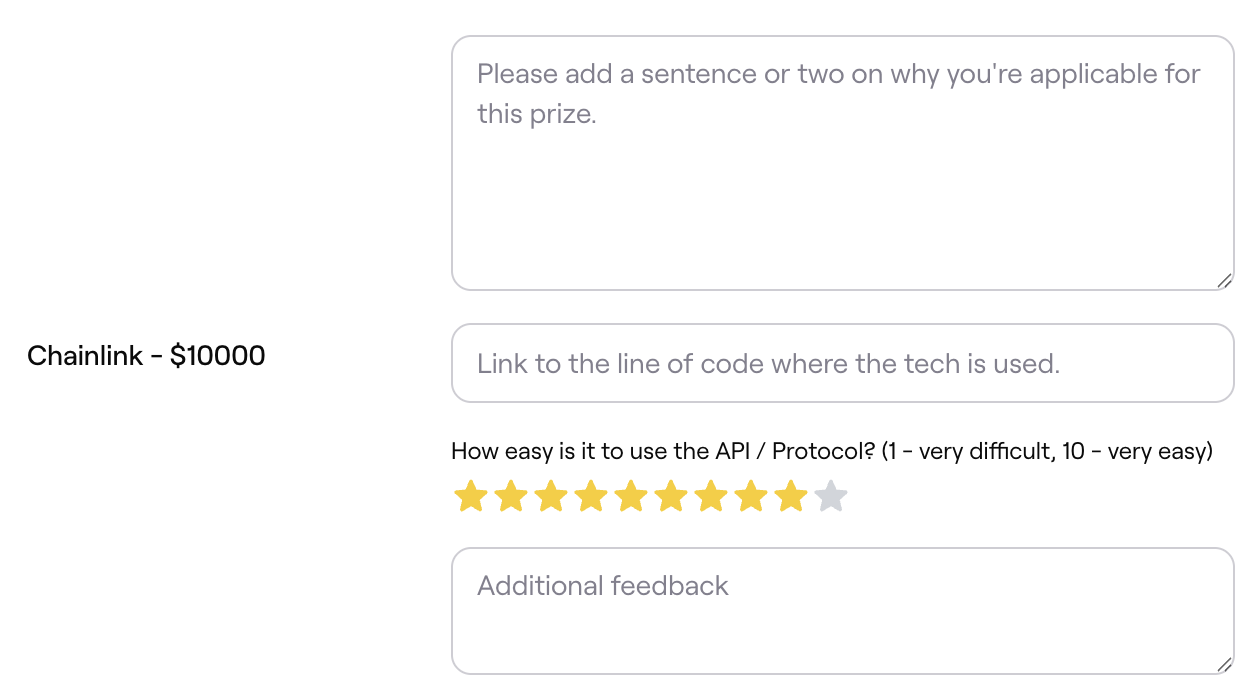 Please add a sentence or two on why you're applicable for
this prize.
Chainlink - $10000
Link to the line of code where the tech is used.
How easy is it to use the API / Protocol? (1 - very difficult, 10 - very easy)
Additional feedback